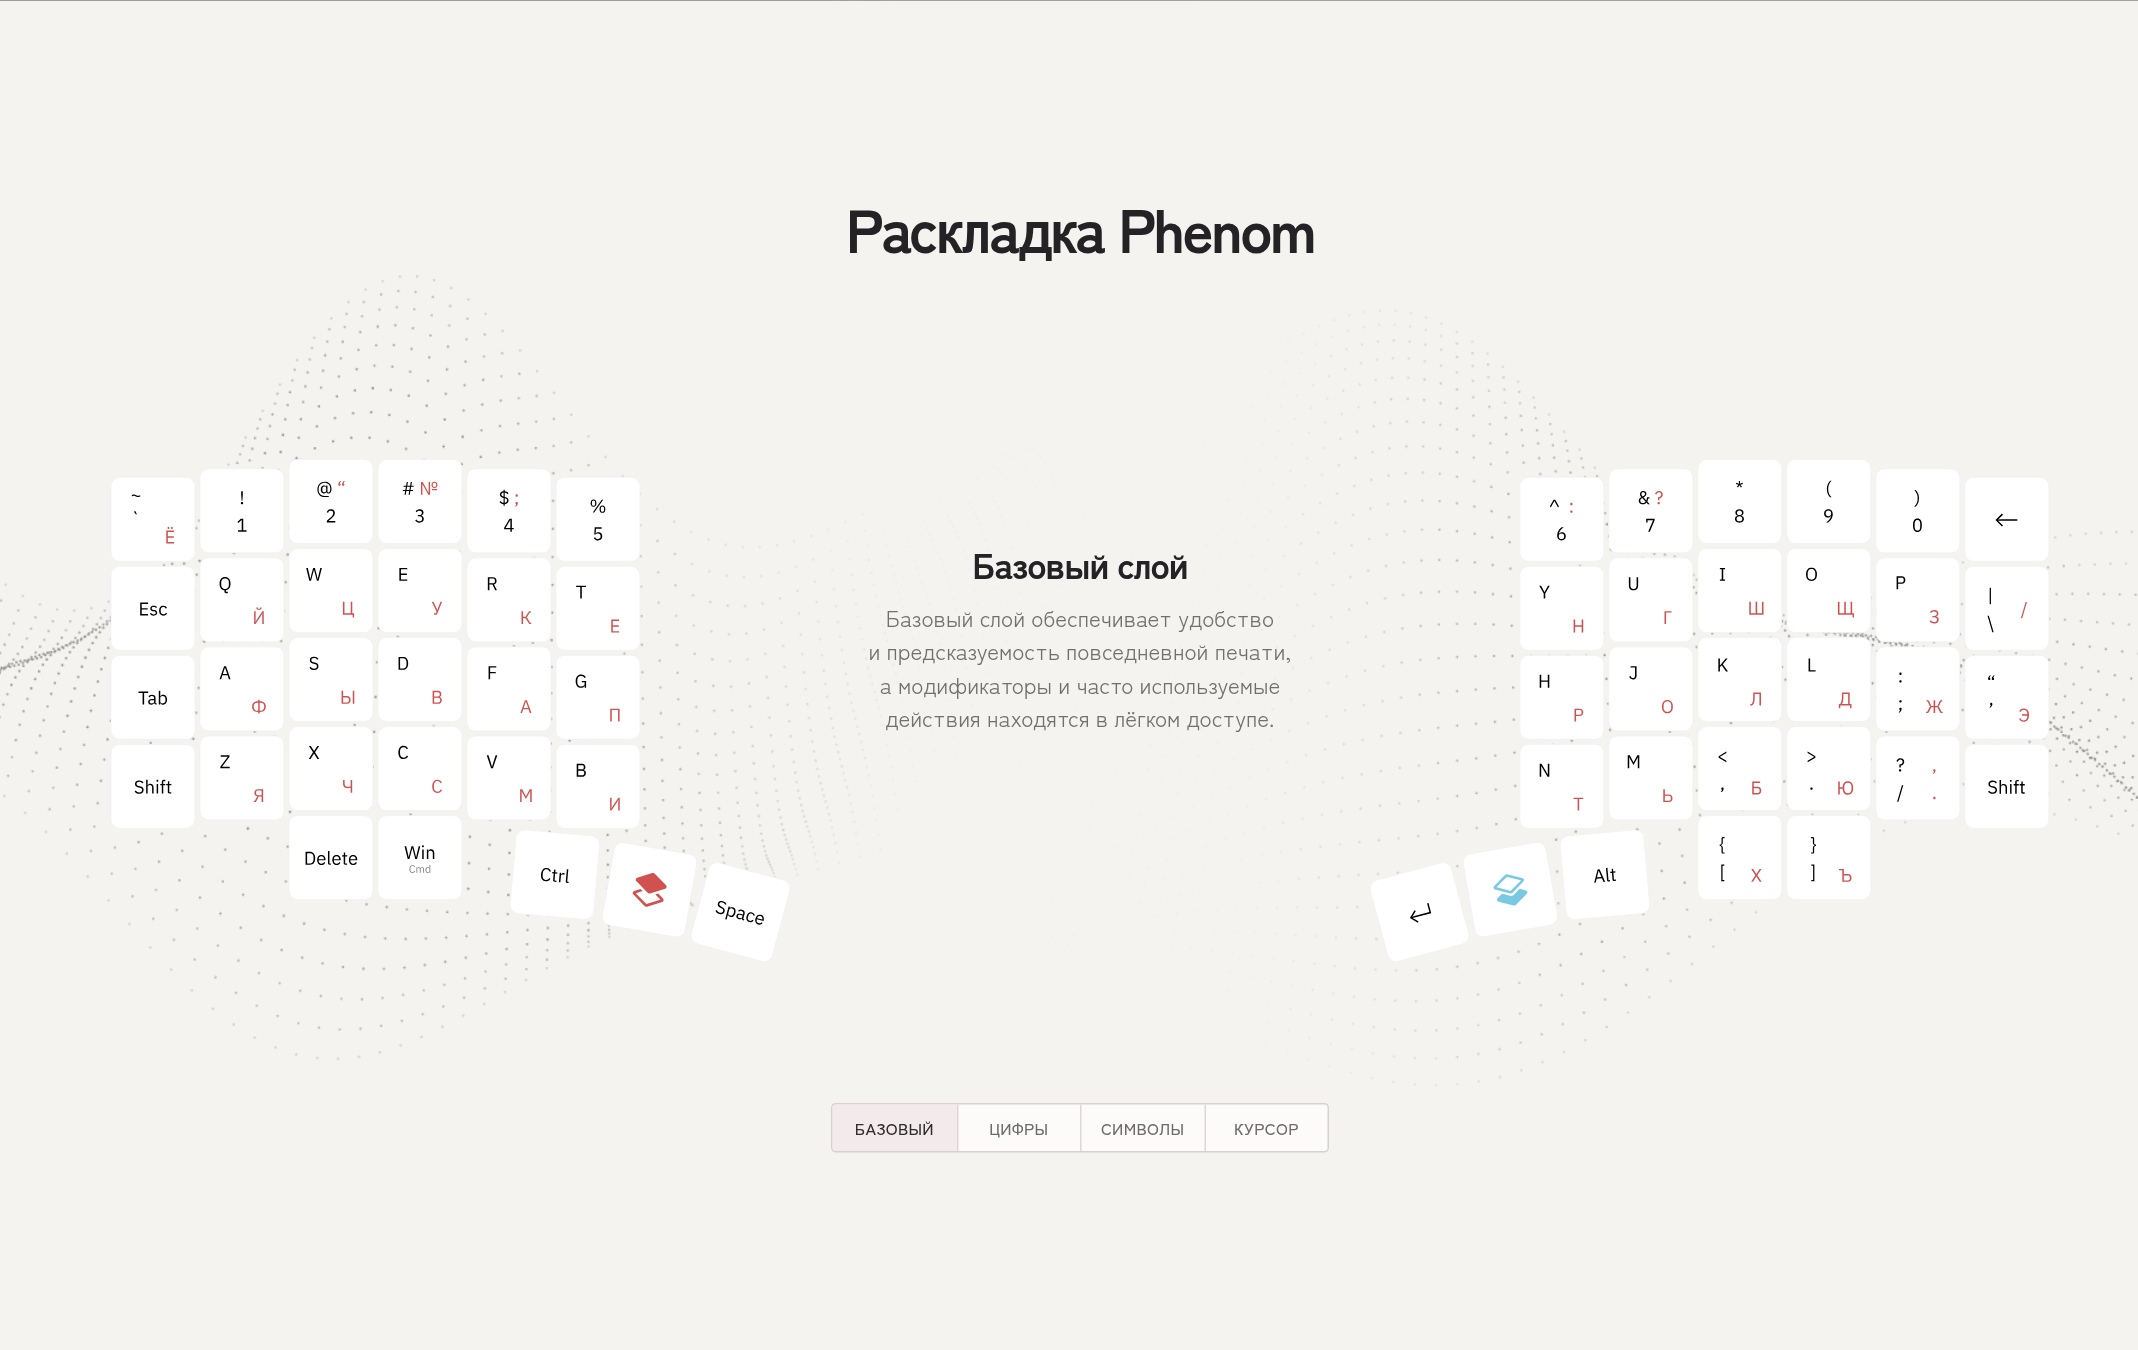 Раскладка Phenom
~ ` Ё
! 1
@ “ 2
# № 3
$ ; 4
% 5
^ : 6
& ? 7
* 8
( 9
) 0
←
Esc
Q Й
W Ц
E У
R К
T Е
Y Н
U Г
I Ш
O Щ
P З
| \ /
Tab
A Ф
S Ы
D В
F А
G П
H Р
J О
K Л
L Д
: ; Ж
“ ’ Э
Shift
Z Я
X Ч
C С
V М
B И
N Т
M Ь
< , Б
> . Ю
? / , .
Shift
Delete
Win
Cmd
Ctrl
Space
↵
Alt
{ [ Х
} ] Ъ
Базовый слой
Базовый слой обеспечивает удобство
и предсказуемость повседневной печати,
а модификаторы и часто используемые
действия находятся в лёгком доступе.
БАЗОВЫЙ
ЦИФРЫ
СИМВОЛЫ
КУРСОР